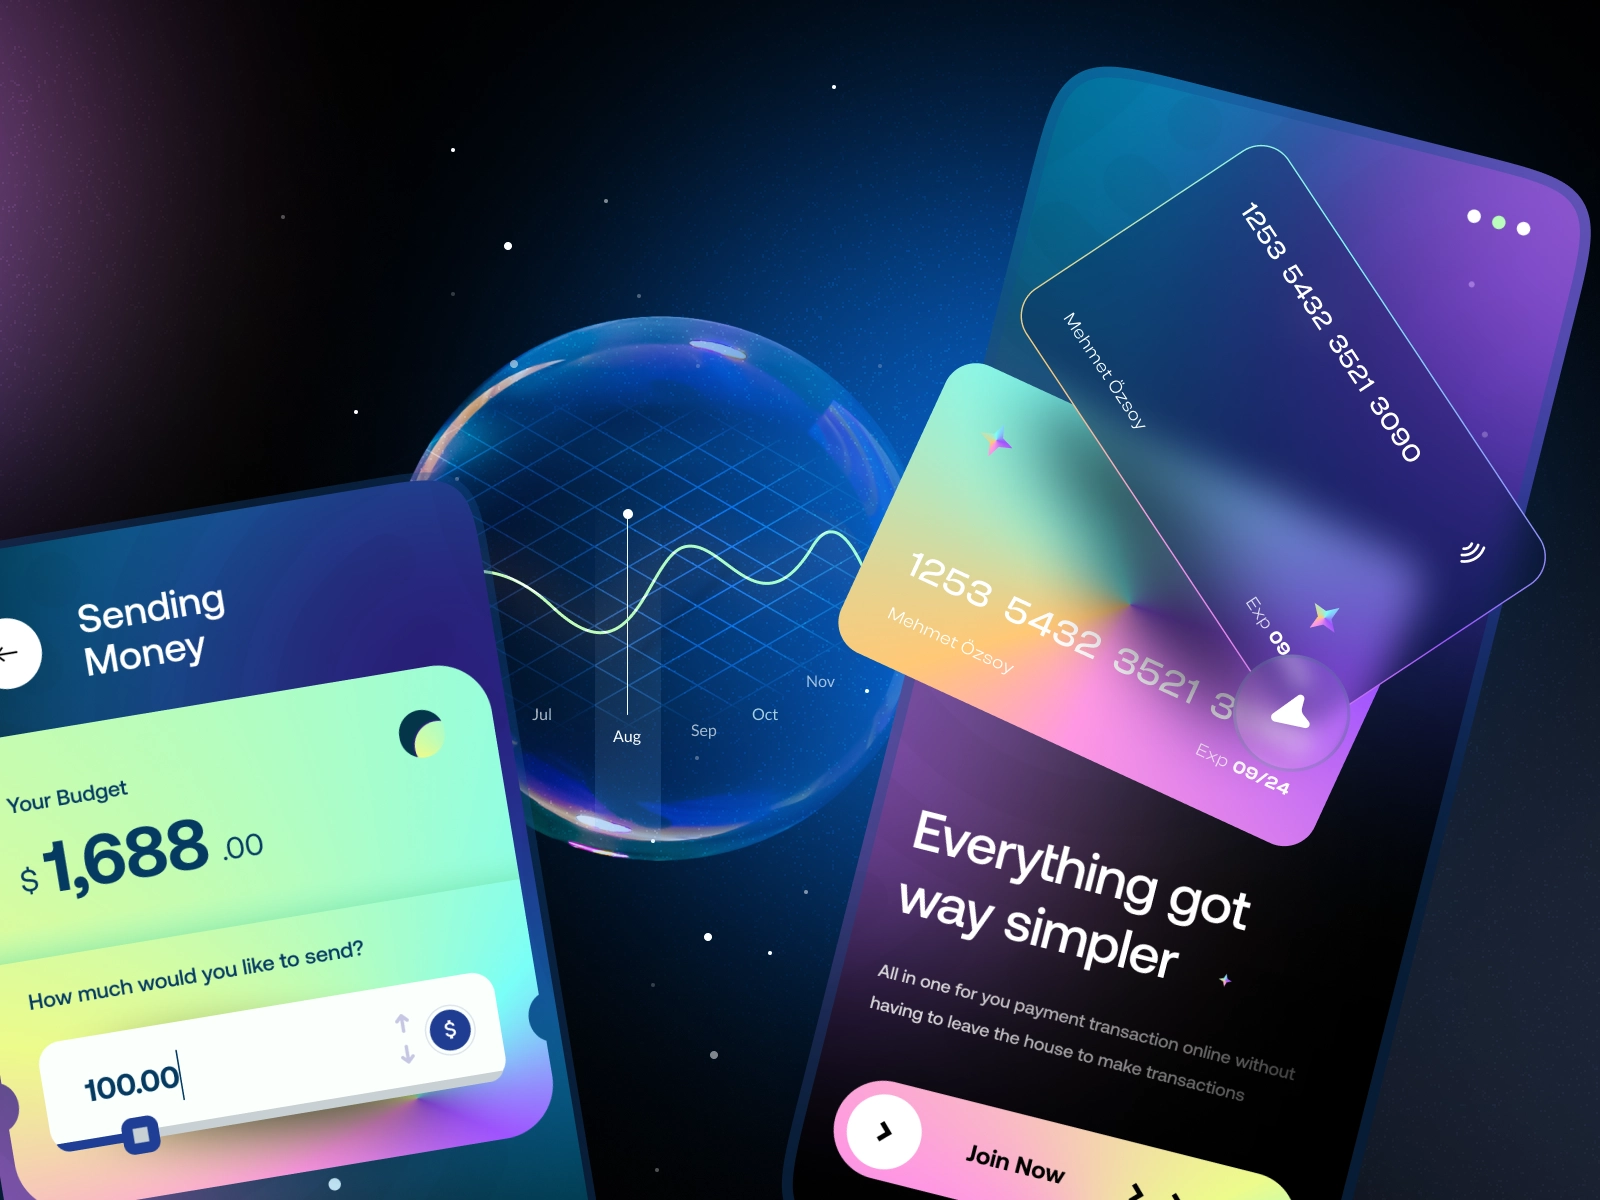 Sending
Money
Your Budget
$ 1,688 .00
How much would you like to send?
100.00
$
Jul
Aug
Sep
Oct
Nov
1253 5432 3521 3090
Mehmet Özsoy
Exp 09
1253 5432 3521 3
Mehmet Özsoy
Exp 09/24
Everything got
way simpler
All in one for you payment transaction online without
having to leave the house to make transactions
Join Now